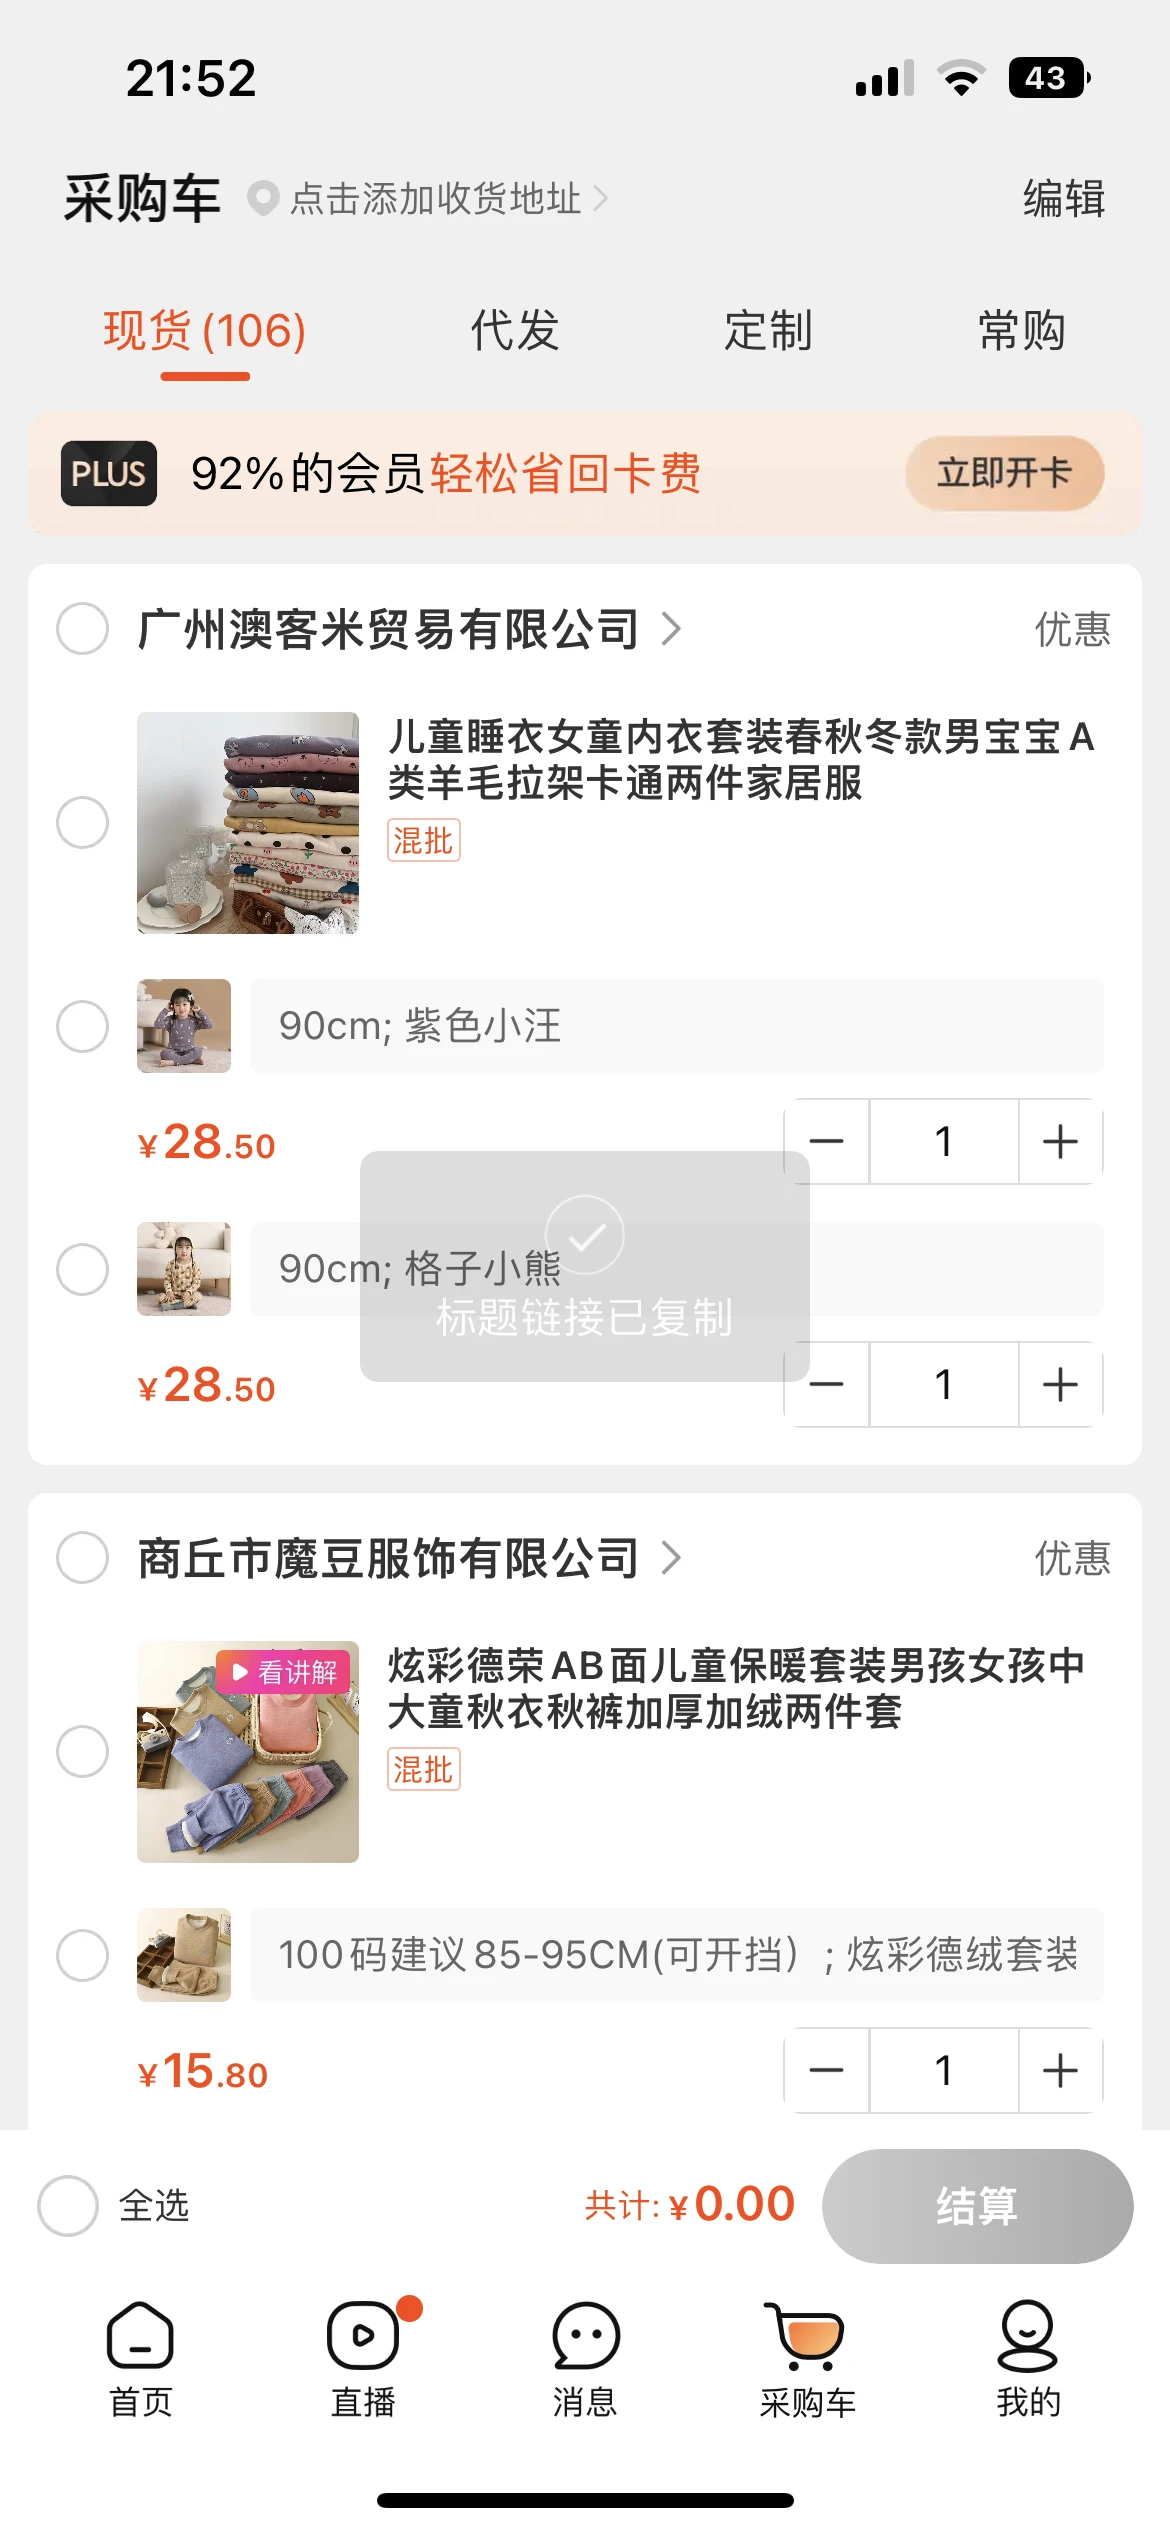 21:52
43
采购车
点击添加收货地址
编辑
现货(106)
代发
定制
常购
PLUS
92%的会员轻松省回卡费
立即开卡
广州澳客米贸易有限公司
优惠
儿童睡衣女童内衣套装春秋冬款男宝宝A
类羊毛拉架卡通两件家居服
混批
90cm; 紫色小汪
¥28.50
1
90cm; 格子小熊
标题链接已复制
¥28.50
1
商丘市魔豆服饰有限公司
优惠
看讲解
炫彩德荣AB面儿童保暖套装男孩女孩中
大童秋衣秋裤加厚加绒两件套
混批
100码建议85-95CM(可开挡）; 炫彩德绒套装
¥15.80
1
全选
共计: ¥0.00
结算
首页
直播
消息
采购车
我的